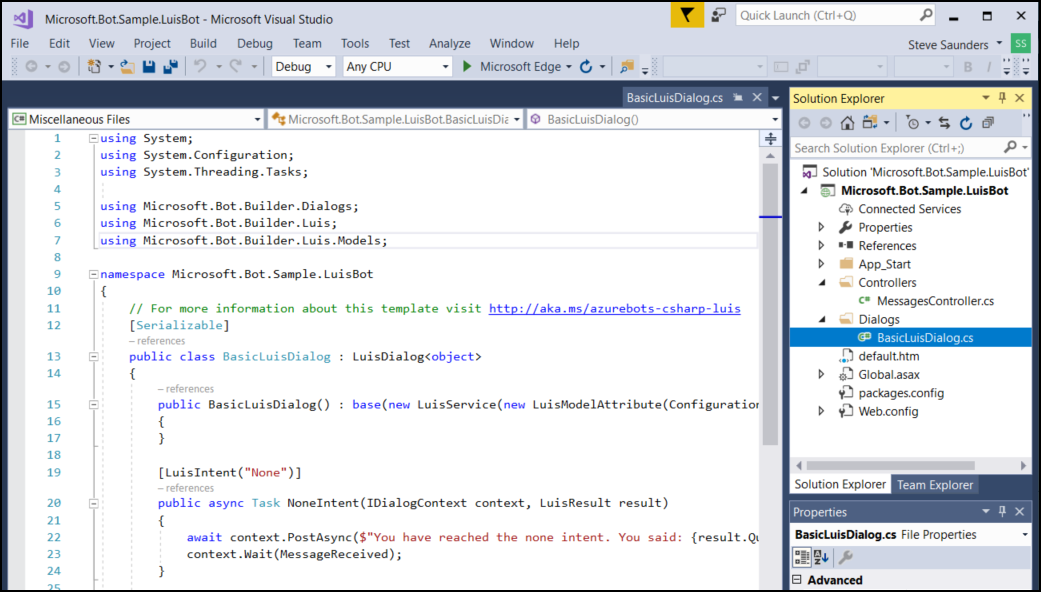 Microsoft.Bot.Sample.LuisBot - Microsoft Visual Studio
Quick Launch (Ctrl+Q)
File Edit View Project Build Debug Team Tools Test Analyze Window Help
Steve Saunders SS
Debug Any CPU Microsoft Edge B I
BasicLuisDialog.cs
C# Miscellaneous Files
Microsoft.Bot.Sample.LuisBot.BasicLuisDia
BasicLuisDialog()
1 using System;
2 using System.Configuration;
3 using System.Threading.Tasks;
4
5 using Microsoft.Bot.Builder.Dialogs;
6 using Microsoft.Bot.Builder.Luis;
7 using Microsoft.Bot.Builder.Luis.Models;
8
9 namespace Microsoft.Bot.Sample.LuisBot
10 {
11 // For more information about this template visit http://aka.ms/azurebots-csharp-luis
12 [Serializable]
– references
13 public class BasicLuisDialog : LuisDialog<object>
14 {
– references
15 public BasicLuisDialog() : base(new LuisService(new LuisModelAttribute(Configuration
16 {
17 }
18
19 [LuisIntent("None")]
– references
20 public async Task NoneIntent(IDialogContext context, LuisResult result)
21 {
22 await context.PostAsync($"You have reached the none intent. You said: {result.Qu
23 context.Wait(MessageReceived);
24 }
25
Solution Explorer
Search Solution Explorer (Ctrl+;)
Solution 'Microsoft.Bot.Sample.LuisBot'
Microsoft.Bot.Sample.LuisBot
Connected Services
Properties
References
App_Start
Controllers
C# MessagesController.cs
Dialogs
C# BasicLuisDialog.cs
default.htm
Global.asax
packages.config
Web.config
Solution Explorer Team Explorer
Properties
BasicLuisDialog.cs File Properties
Advanced